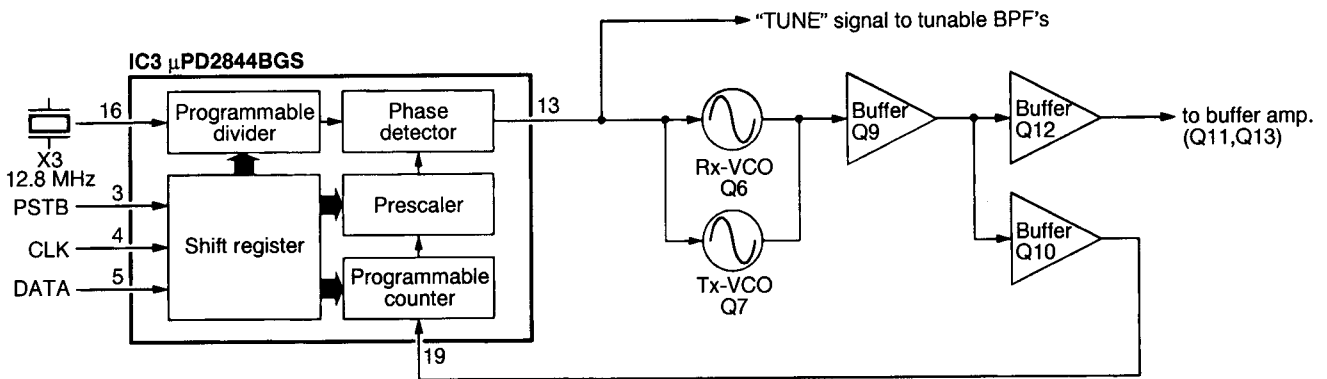 "TUNE" signal to tunable BPF's
IC3 µPD2844BGS
16
Programmable
divider
Phase
detector
13
X3
12.8 MHz
PSTB
3
CLK
4
DATA
5
Shift register
Prescaler
Programmable
counter
19
Rx-VCO
Q6
Tx-VCO
Q7
Buffer
Q9
Buffer
Q12
Buffer
Q10
to buffer amp.
(Q11,Q13)